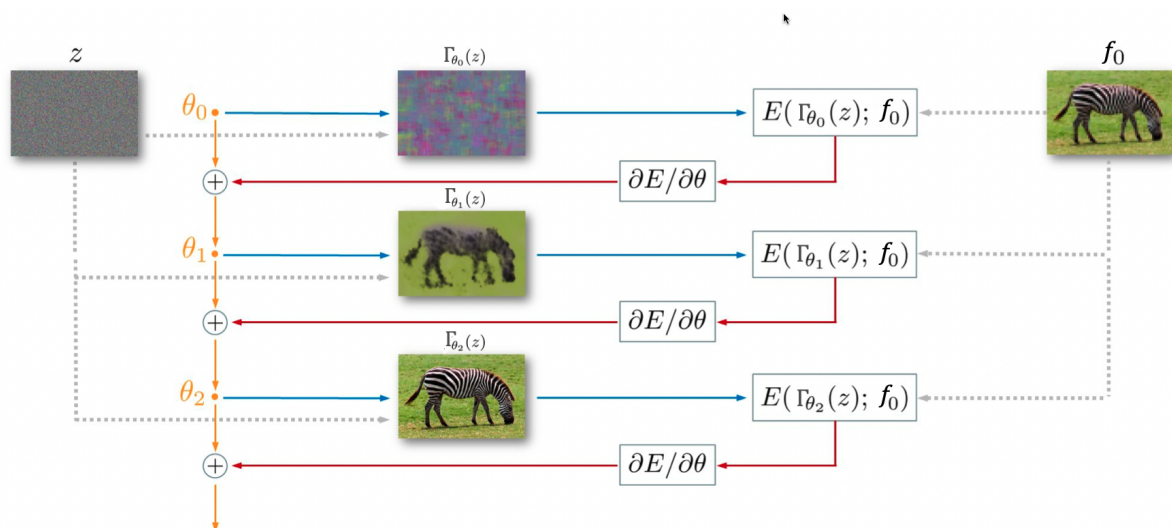 z
Γθ₀(z)
f₀
θ₀
E(Γθ₀(z); f₀)
+
∂E/∂θ
Γθ₁(z)
θ₁
E(Γθ₁(z); f₀)
+
∂E/∂θ
Γθ₂(z)
θ₂
E(Γθ₂(z); f₀)
+
∂E/∂θ